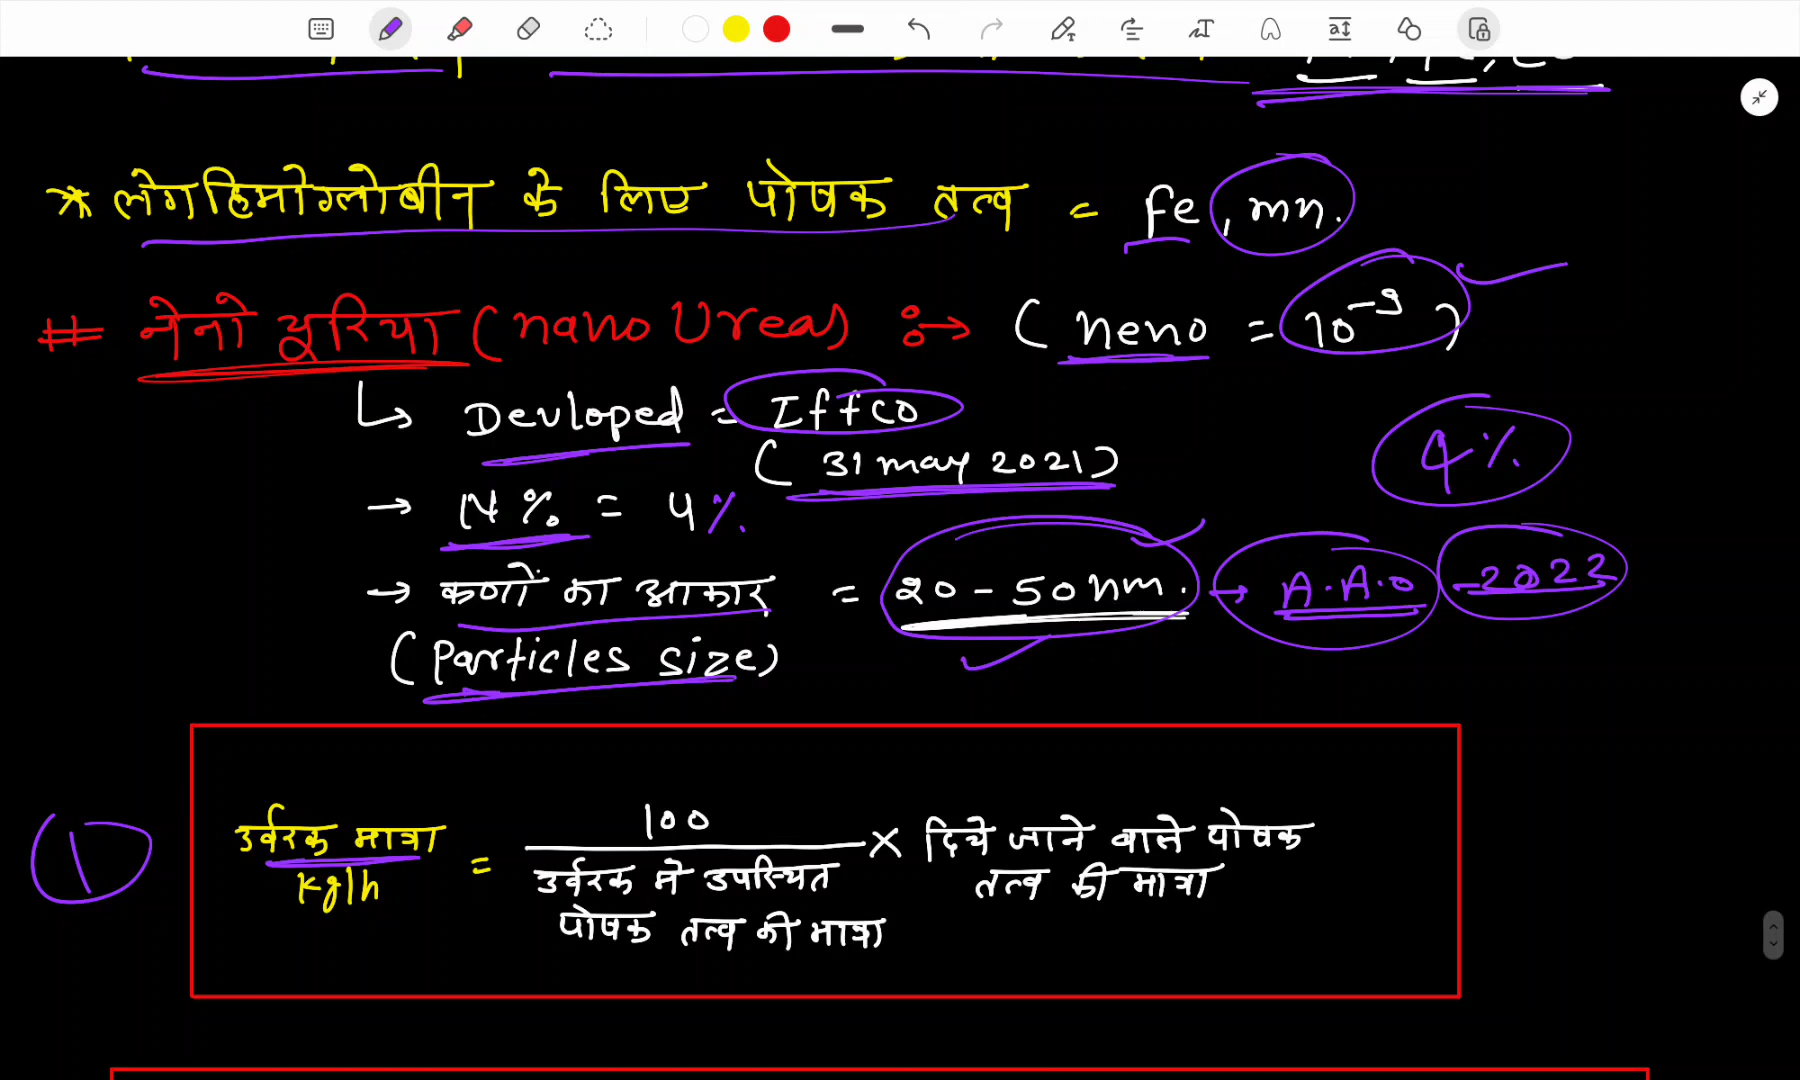 * लेगहिमोग्लोबीन के लिए पोषक तत्व = fe, mn.
# नेनो यूरिया (nano Urea) :→ (neno = 10⁻⁹)
↳ Devloped = Iffco
(31 may 2021)
4%
→ N% = 4%
→ कणों का आकार = 20-50nm. → A.A.O -2022
(Particles size)
1
उर्वरक मात्रा kg/h = 100 / उर्वरक मे उपस्थित पोषक तत्व की मात्रा × दिये जाने वाले पोषक तत्व की मात्रा